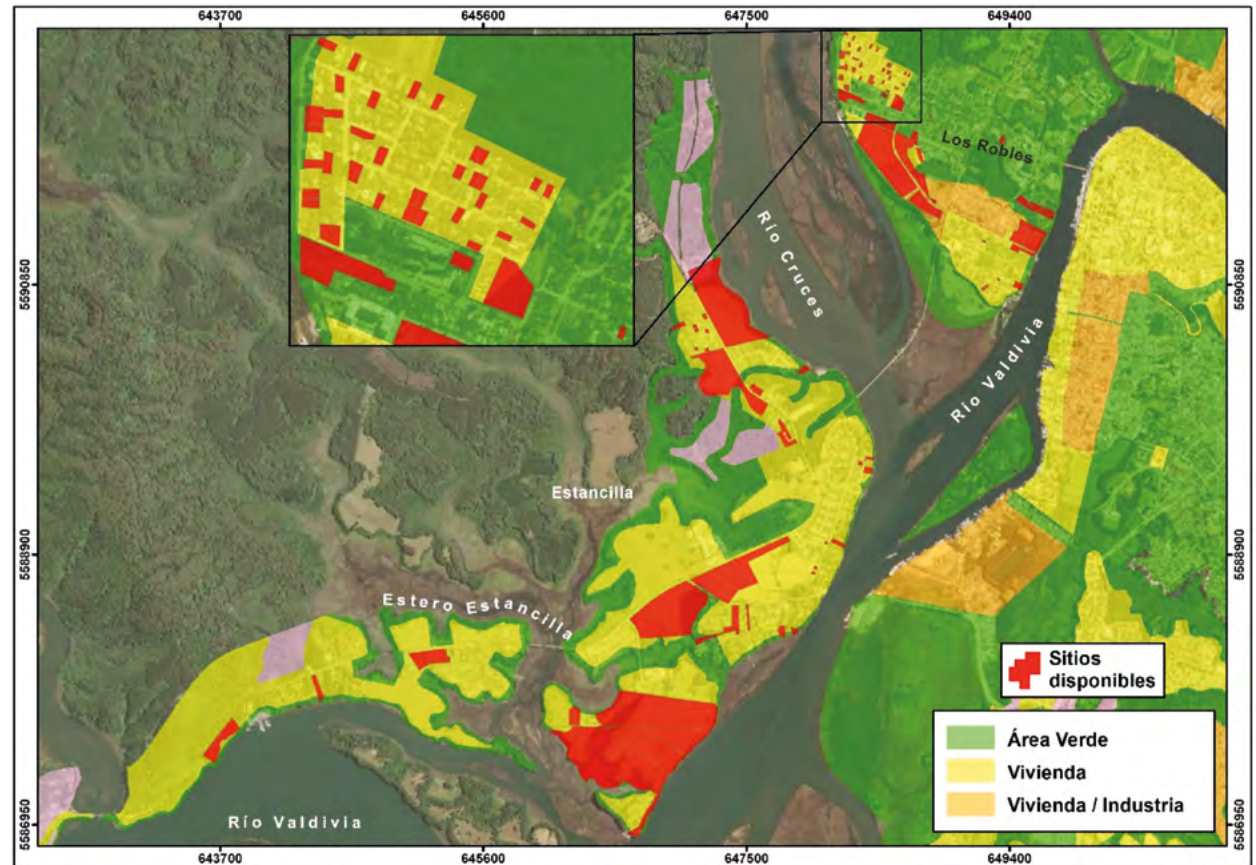 643700
645600
647500
649400
5590850
5588900
5586950
Los Robles
Río Cruces
Río Valdivia
Estancilla
Estero Estancilla
Río Valdivia
Sitios
disponibles
Área Verde
Vivienda
Vivienda / Industria
5590850
5588900
5586950
643700
645600
647500
649400